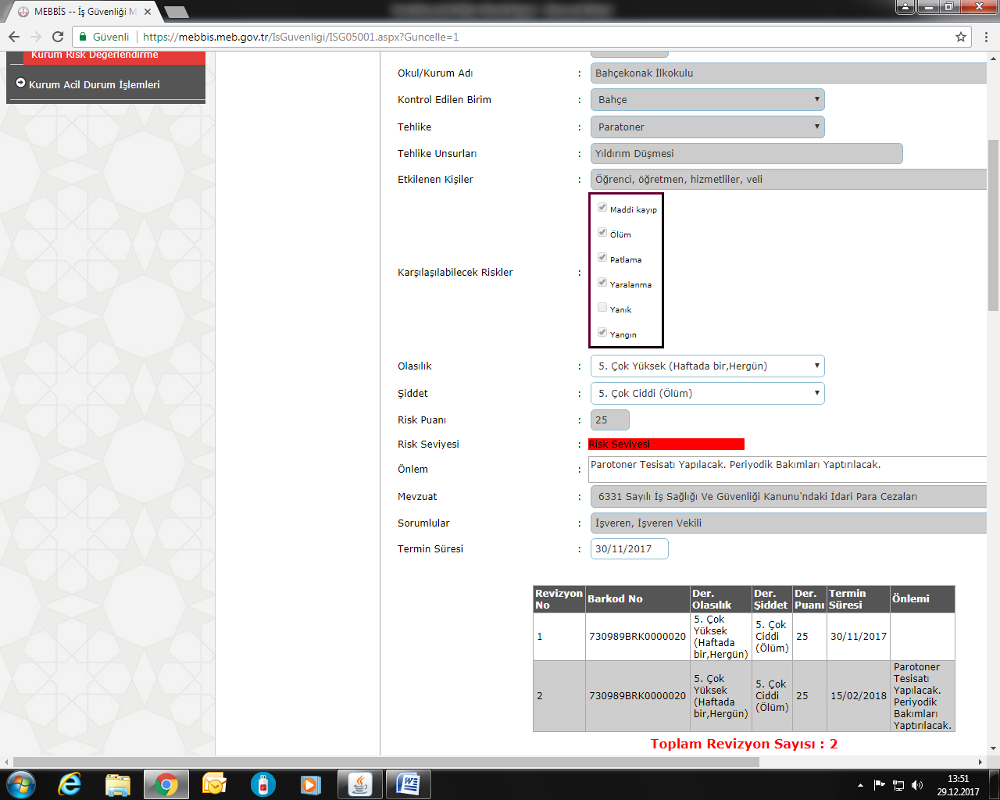 MEBBİS -- İş Güvenliği M
Güvenli
https://mebbis.meb.gov.tr/IsGuvenligi/ISG05001.aspx?Guncelle=1
Kurum Risk Değerlendirme
Kurum Acil Durum İşlemleri
Okul/Kurum Adı : Bahçekonak İlkokulu
Kontrol Edilen Birim : Bahçe
Tehlike : Paratoner
Tehlike Unsurları : Yıldırım Düşmesi
Etkilenen Kişiler : Öğrenci, öğretmen, hizmetliler, veli
Karşılaşılabilecek Riskler :
Maddi kayıp
Ölüm
Patlama
Yaralanma
Yanık
Yangın
Olasılık : 5. Çok Yüksek (Haftada bir,Hergün)
Şiddet : 5. Çok Ciddi (Ölüm)
Risk Puanı : 25
Risk Seviyesi : Risk Seviyesi
Önlem : Parotoner Tesisatı Yapılacak. Periyodik Bakımları Yaptırılacak.
Mevzuat : 6331 Sayılı İş Sağlığı Ve Güvenliği Kanunu'ndaki İdari Para Cezaları
Sorumlular : İşveren, İşveren Vekili
Termin Süresi : 30/11/2017
Revizyon No
Barkod No
Der. Olasılık
Der. Şiddet
Der. Puanı
Termin Süresi
Önlemi
1
730989BRK0000020
5. Çok
Yüksek
(Haftada
bir,Hergün)
5. Çok
Ciddi
(Ölüm)
25
30/11/2017
2
730989BRK0000020
5. Çok
Yüksek
(Haftada
bir,Hergün)
5. Çok
Ciddi
(Ölüm)
25
15/02/2018
Parotoner
Tesisatı
Yapılacak.
Periyodik
Bakımları
Yaptırılacak.
Toplam Revizyon Sayısı : 2
13:51
29.12.2017